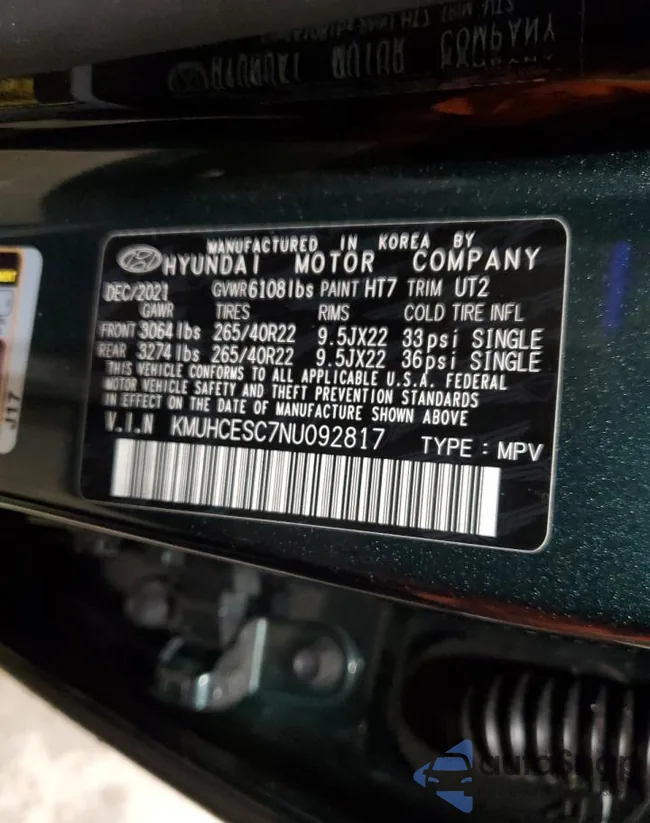 MANUFACTURED IN KOREA BY
HYUNDAI MOTOR COMPANY
DEC/2021 GVWR 6108lbs PAINT HT7 TRIM UT2
GAWR TIRES RIMS COLD TIRE INFL
FRONT 3064lbs 265/40R22 9.5JX22 33psi SINGLE
REAR 3274lbs 265/40R22 9.5JX22 36psi SINGLE
THIS VEHICLE CONFORMS TO ALL APPLICABLE U.S.A. FEDERAL
MOTOR VEHICLE SAFETY AND THEFT PREVENTION STANDARDS
IN EFFECT ON THE DATE OF MANUFACTURE SHOWN ABOVE
V.I.N KMUHCESC7NU092817 TYPE : MPV
J17